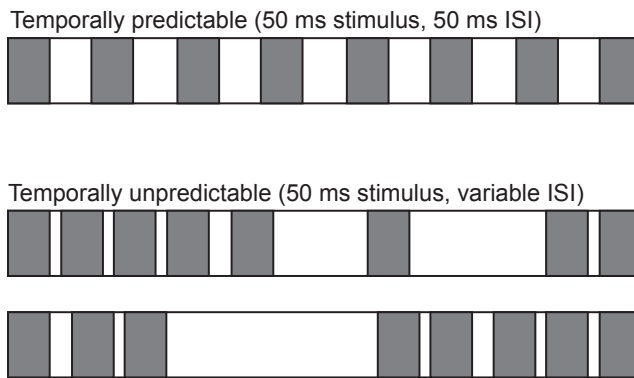 Temporally predictable (50 ms stimulus, 50 ms ISI)
Temporally unpredictable (50 ms stimulus, variable ISI)